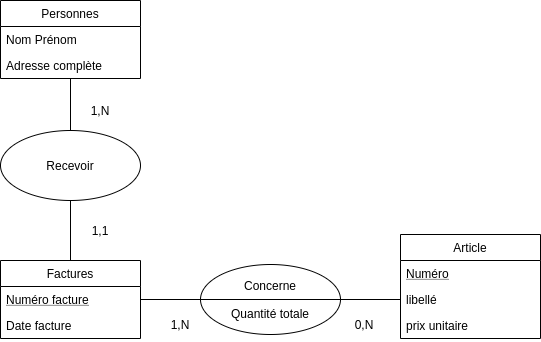 Personnes
Nom Prénom
Adresse complète
1,N
Recevoir
1,1
Factures
Numéro facture
Date facture
1,N
Concerne
Quantité totale
0,N
Article
Numéro
libellé
prix unitaire